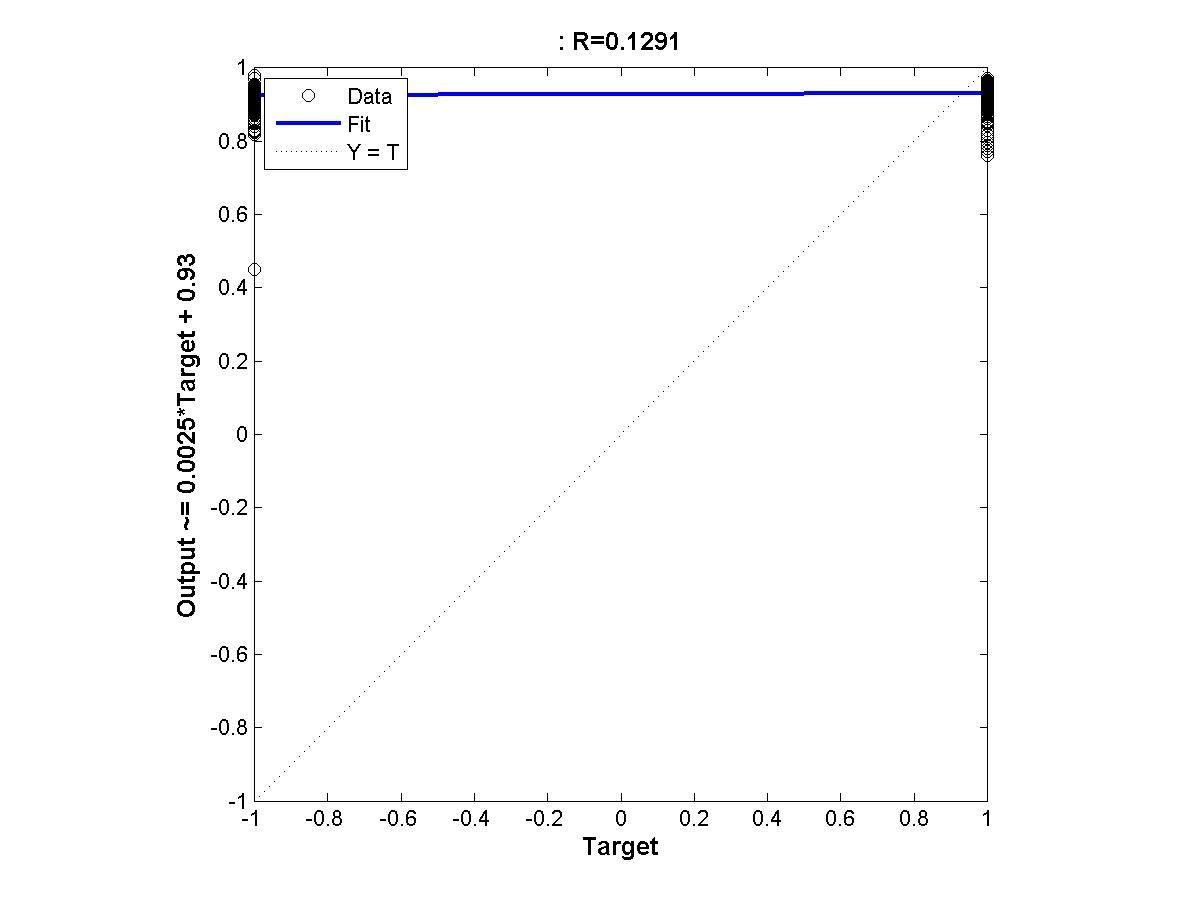 : R=0.1291
Data
Fit
Y = T
Output ~= 0.0025*Target + 0.93
1
0.8
0.6
0.4
0.2
0
-0.2
-0.4
-0.6
-0.8
-1
-1 -0.8 -0.6 -0.4 -0.2 0 0.2 0.4 0.6 0.8 1
Target